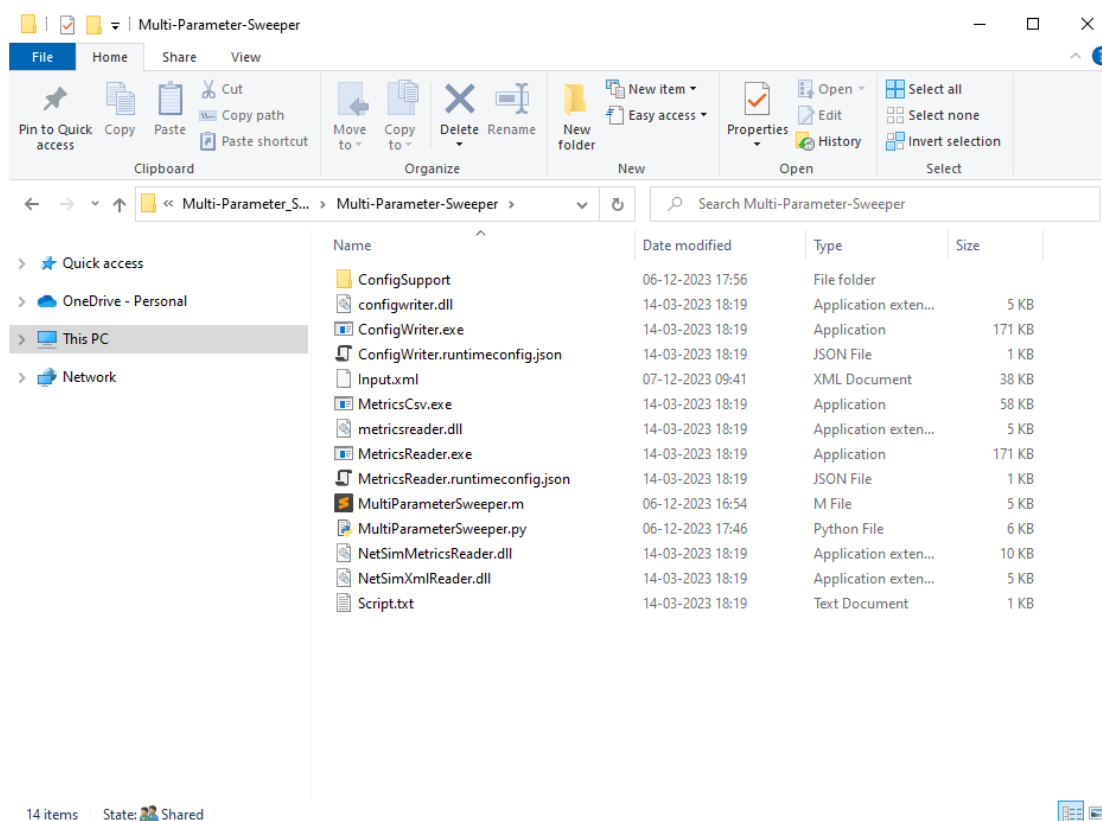 Multi-Parameter-Sweeper
File Home Share View
Pin to Quick access
Copy
Paste
Cut
Copy path
Paste shortcut
Clipboard
Move to
Copy to
Delete
Rename
Organize
New folder
New item
Easy access
New
Properties
Open
Edit
History
Open
Select all
Select none
Invert selection
Select
« Multi-Parameter_S... > Multi-Parameter-Sweeper >
Search Multi-Parameter-Sweeper
Quick access
OneDrive - Personal
This PC
Network
Name Date modified Type Size
ConfigSupport 06-12-2023 17:56 File folder
configwriter.dll 14-03-2023 18:19 Application exten... 5 KB
ConfigWriter.exe 14-03-2023 18:19 Application 171 KB
ConfigWriter.runtimeconfig.json 14-03-2023 18:19 JSON File 1 KB
Input.xml 07-12-2023 09:41 XML Document 38 KB
MetricsCsv.exe 14-03-2023 18:19 Application 58 KB
metricsreader.dll 14-03-2023 18:19 Application exten... 5 KB
MetricsReader.exe 14-03-2023 18:19 Application 171 KB
MetricsReader.runtimeconfig.json 14-03-2023 18:19 JSON File 1 KB
MultiParameterSweeper.m 06-12-2023 16:54 M File 5 KB
MultiParameterSweeper.py 06-12-2023 17:46 Python File 6 KB
NetSimMetricsReader.dll 14-03-2023 18:19 Application exten... 10 KB
NetSimXmlReader.dll 14-03-2023 18:19 Application exten... 5 KB
Script.txt 14-03-2023 18:19 Text Document 1 KB
14 items State: Shared